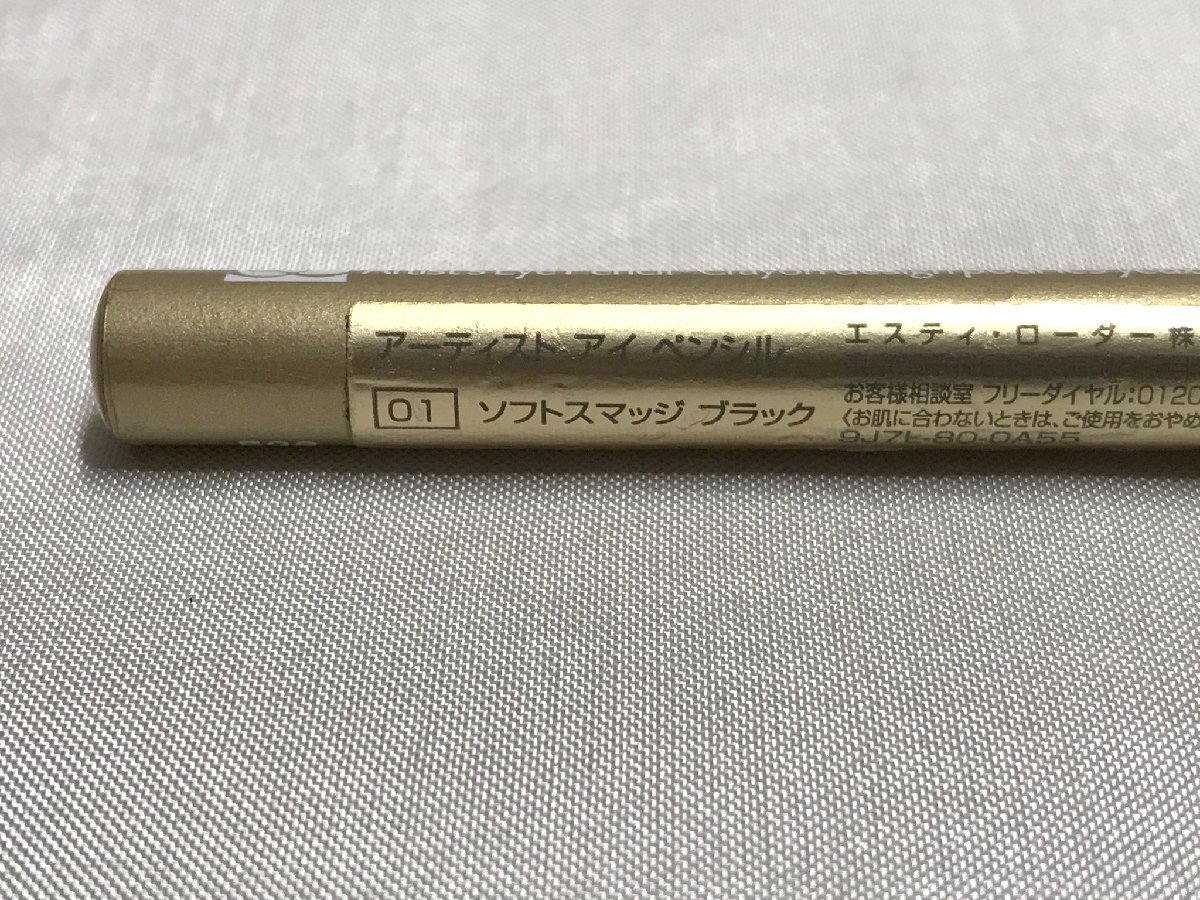 アーティスト アイ ペンシル
01 ソフトスマッジ ブラック
エスティ・ローダー株
お客様相談室 フリーダイヤル:0120
〈お肌に合わないときは、ご使用をおやめ
9J7L-80-0A55